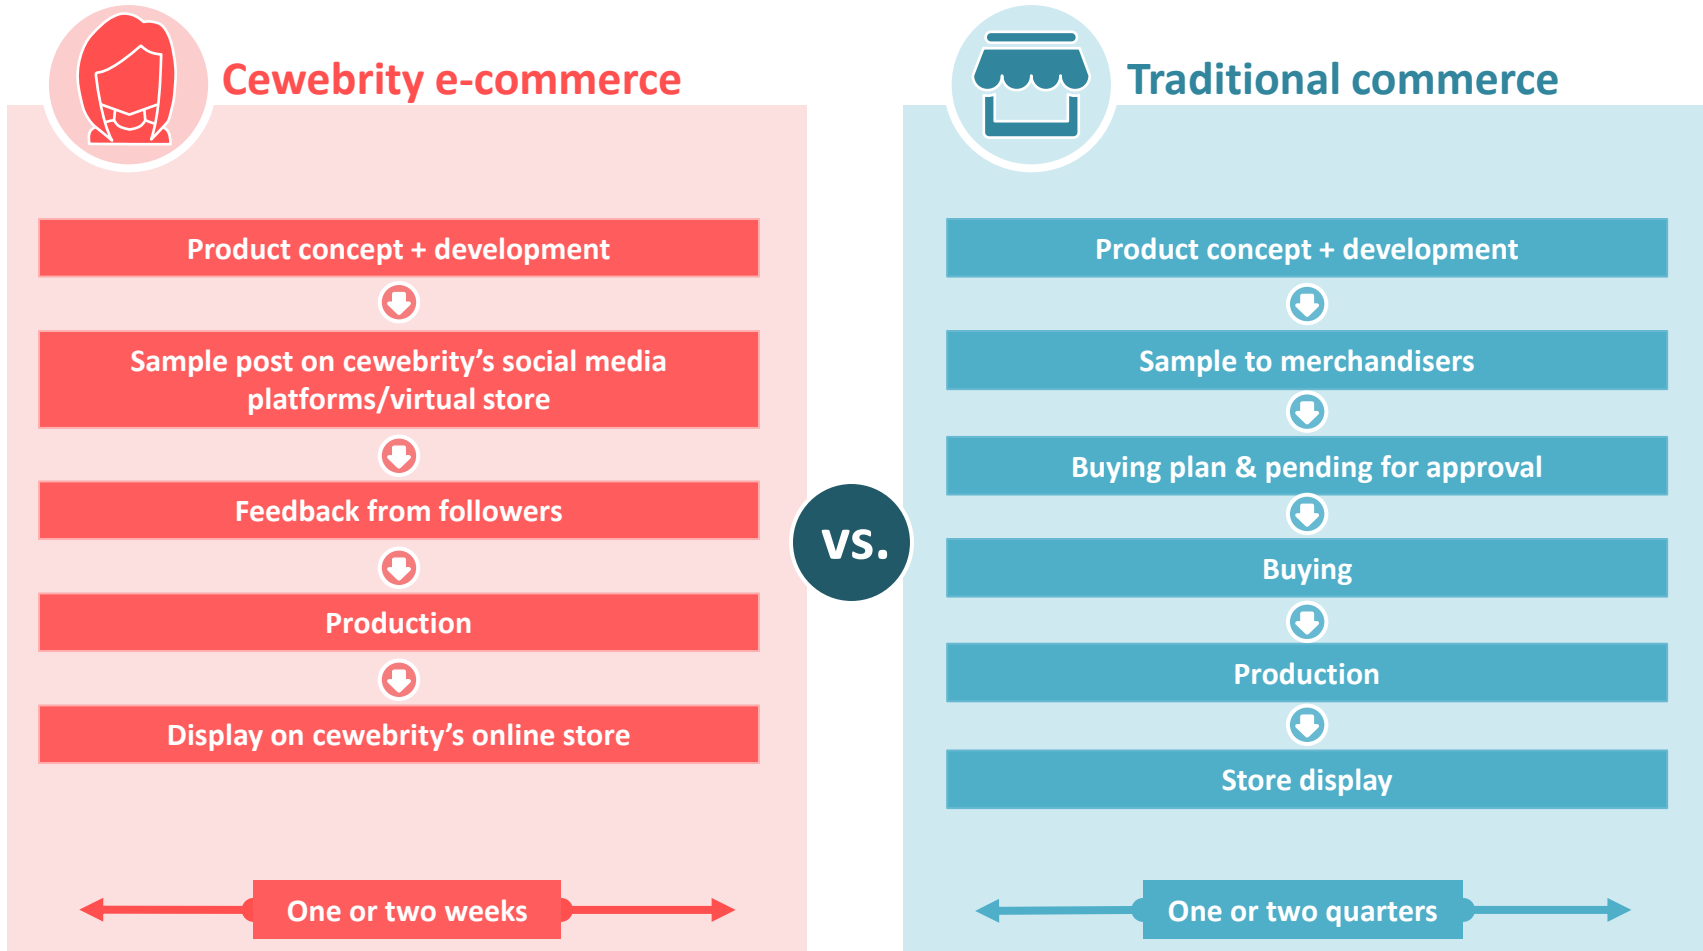 Cewebrity e-commerce
Product concept + development
Sample post on cewebrity’s social media
platforms/virtual store
Feedback from followers
Production
Display on cewebrity’s online store
One or two weeks
vs.
Traditional commerce
Product concept + development
Sample to merchandisers
Buying plan & pending for approval
Buying
Production
Store display
One or two quarters